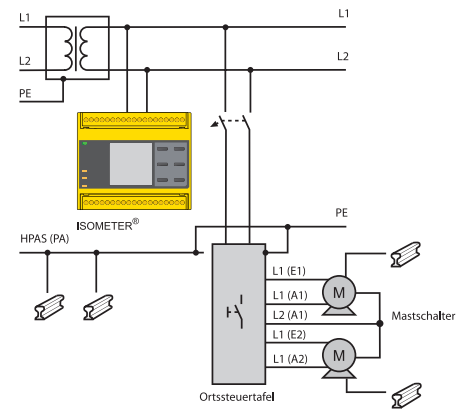 L1
L1
L2
L2
PE
ISOMETER®
PE
HPAS (PA)
L1 (E1)
M
L1 (A1)
L2 (A1)
Mastschalter
L1 (E2)
M
L1 (A2)
Ortssteuertafel